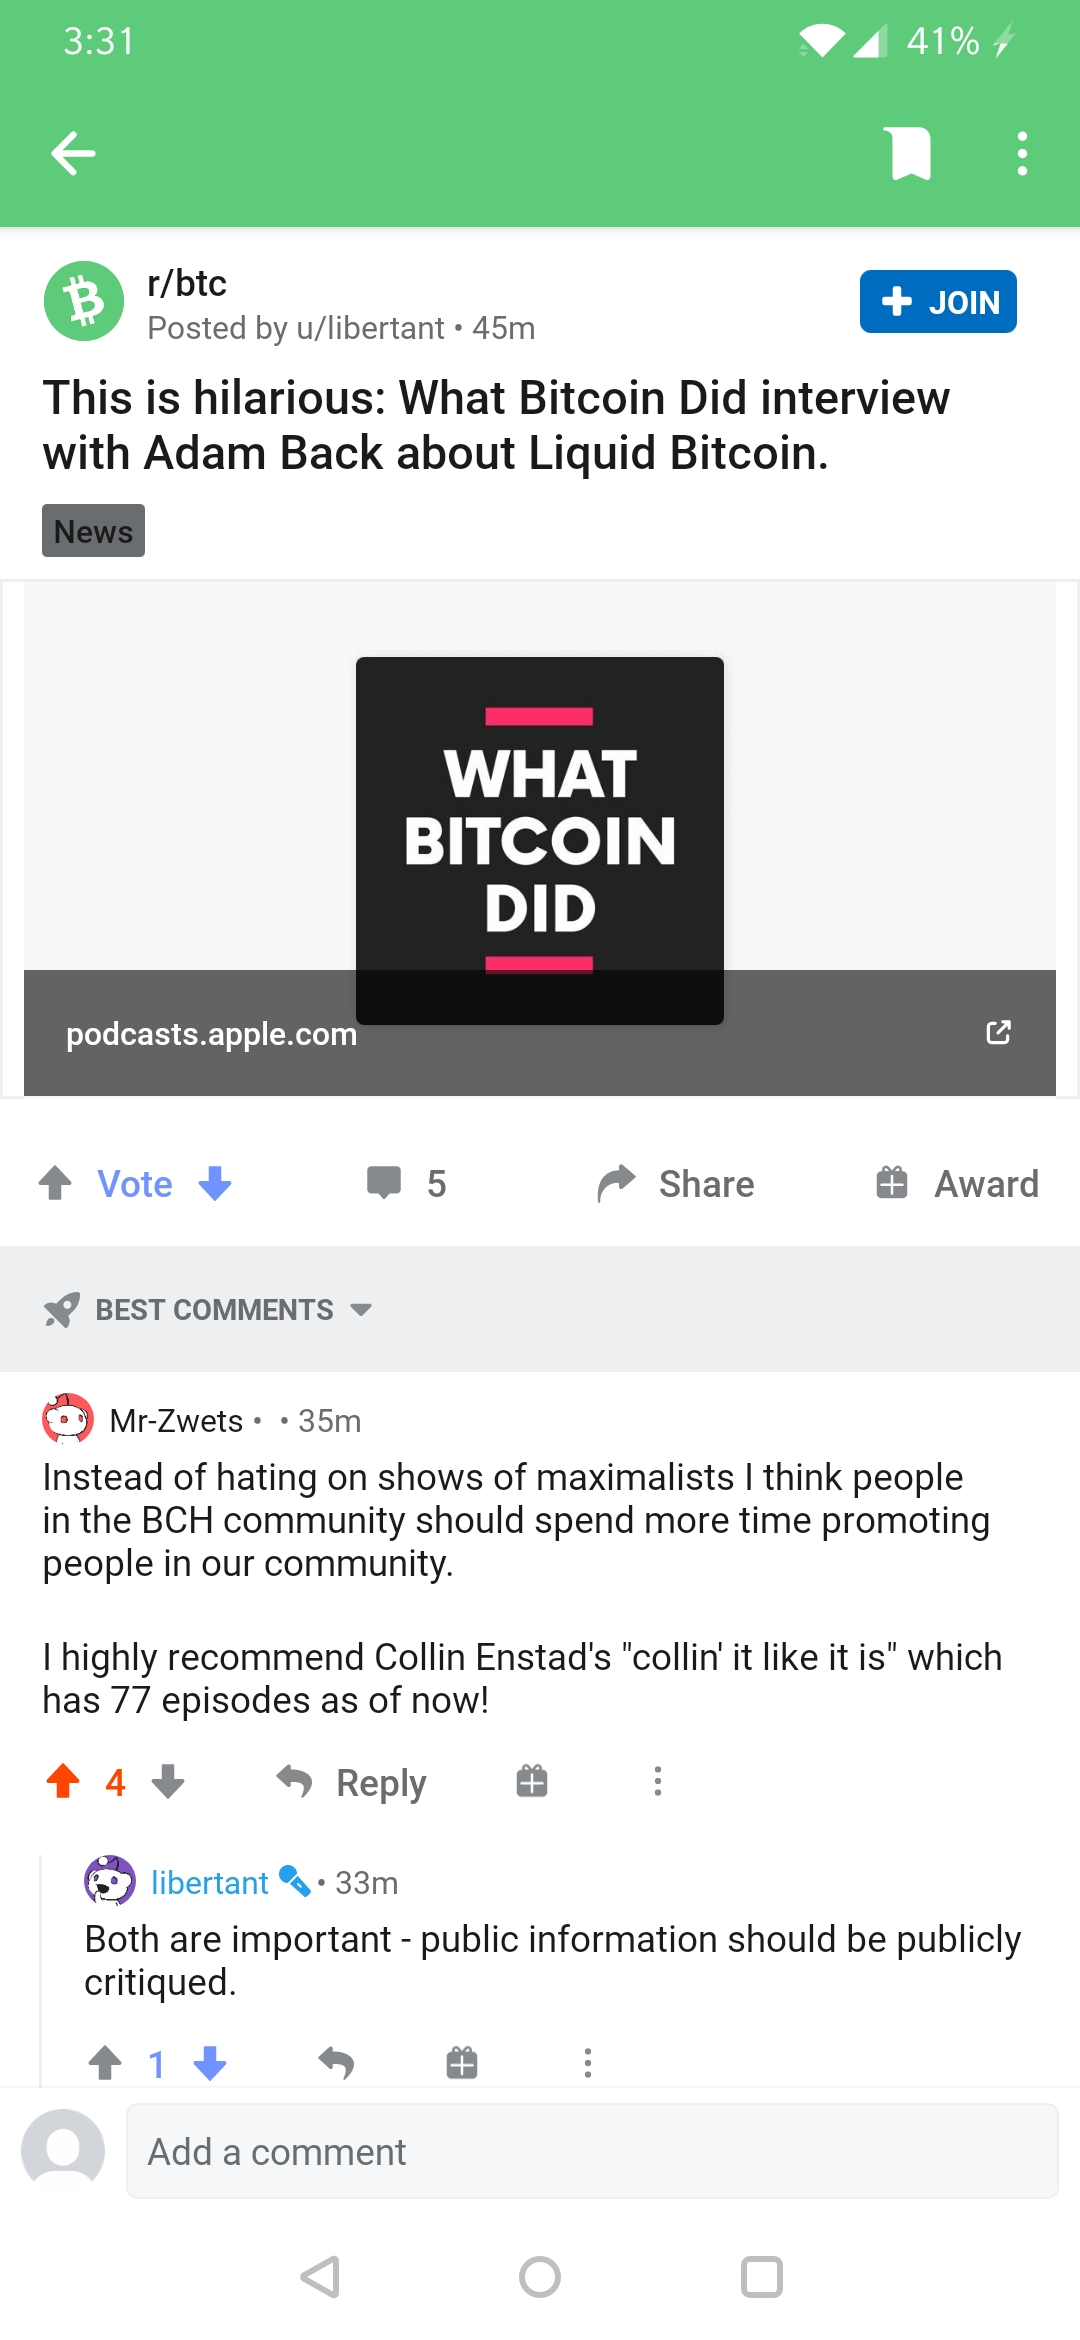 3:31
41%
r/btc
Posted by u/libertant • 45m
JOIN
This is hilarious: What Bitcoin Did interview
with Adam Back about Liquid Bitcoin.
News
WHAT
BITCOIN
DID
podcasts.apple.com
Vote
5
Share
Award
BEST COMMENTS
Mr-Zwets • • 35m
Instead of hating on shows of maximalists I think people
in the BCH community should spend more time promoting
people in our community.
I highly recommend Collin Enstad's "collin' it like it is" which
has 77 episodes as of now!
4
Reply
libertant • 33m
Both are important - public information should be publicly
critiqued.
1
Add a comment